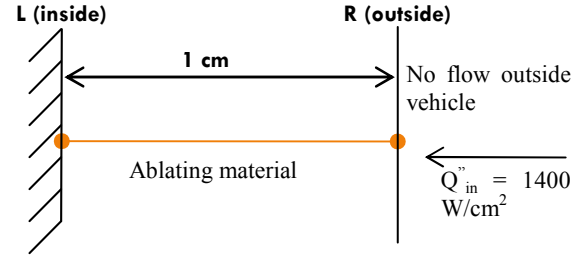 L (inside)
R (outside)
1 cm
No flow outside
vehicle
Ablating material
Q"in = 1400
W/cm2